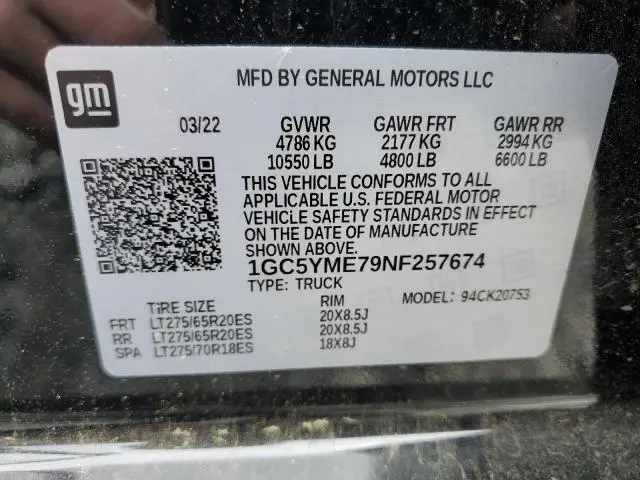 gm
MFD BY GENERAL MOTORS LLC
03/22 GVWR GAWR FRT GAWR RR
4786 KG 2177 KG 2994 KG
10550 LB 4800 LB 6600 LB
THIS VEHICLE CONFORMS TO ALL
APPLICABLE U.S. FEDERAL MOTOR
VEHICLE SAFETY STANDARDS IN EFFECT
ON THE DATE OF MANUFACTURE
1GC5YME79NF257674
TYPE: TRUCK
MODEL: 94CK20753
TIRE SIZE RIM
FRT LT275/65R20ES 20X8.5J
RR LT275/65R20ES 20X8.5J
SPA LT275/70R18ES 18X8J